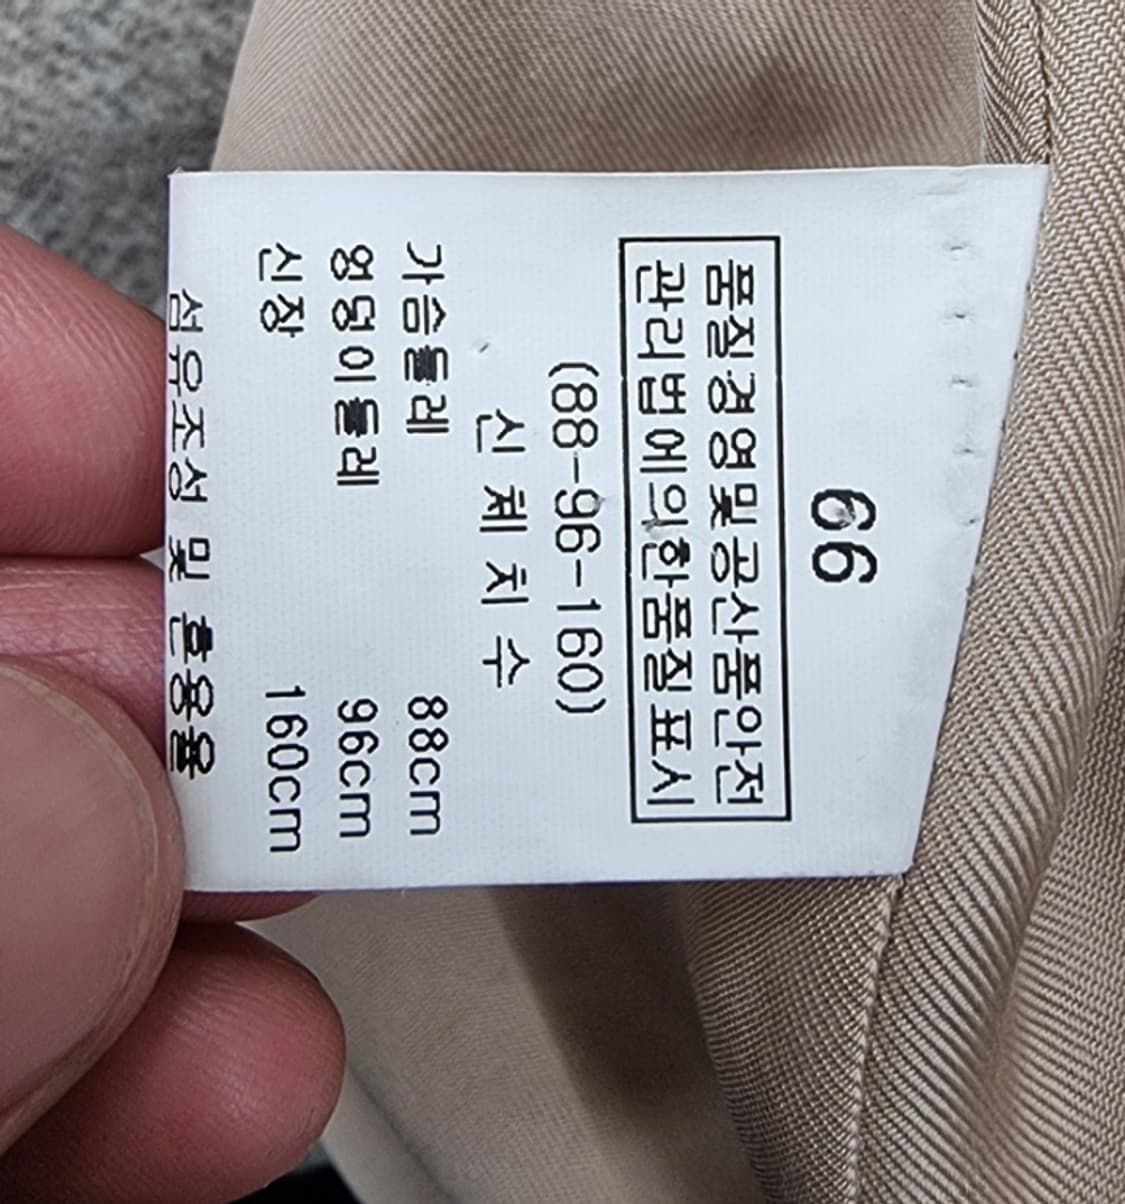 66
품질경영및공산품안전
관리법에의한품질표시
(88-96-160)
신 체 치 수
가슴둘레 88cm
엉덩이둘레 96cm
신장 160cm
섬유조성 및 혼용율